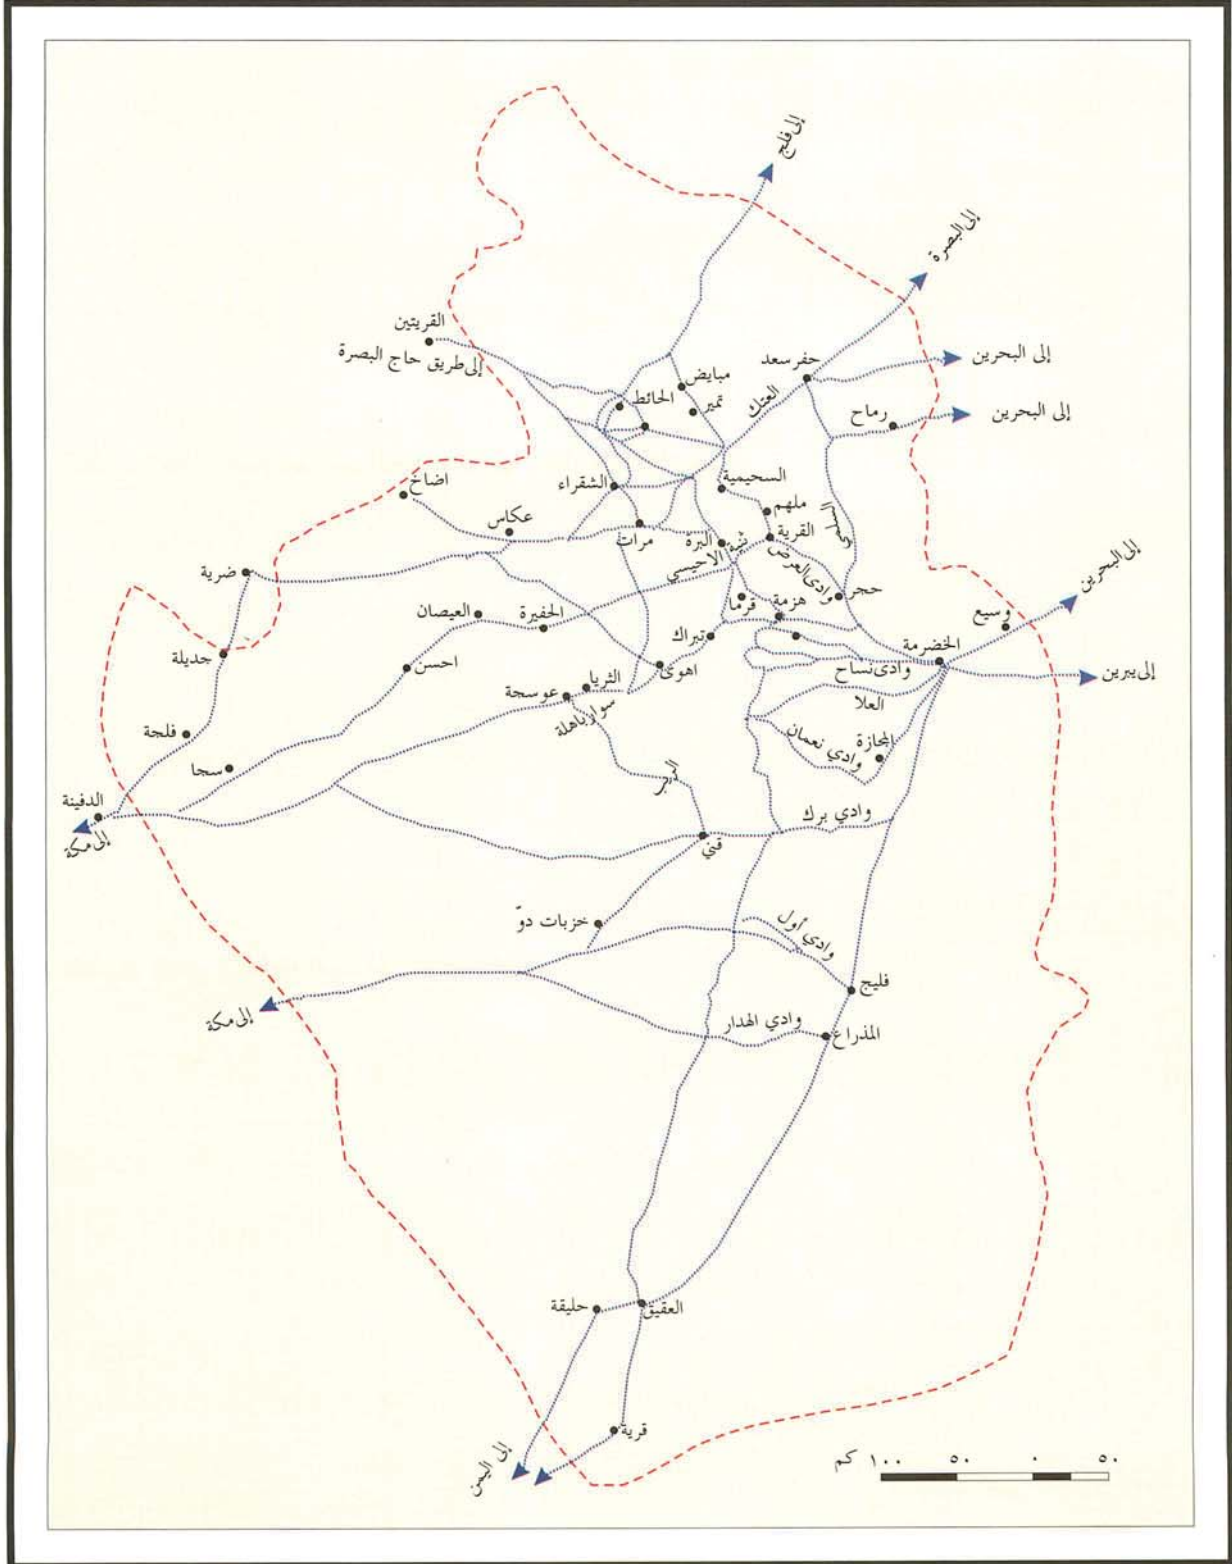 إلى فلج
إلى البصرة
القريتين
إلى طريق حاج البصرة
حفر سعد
إلى البحرين
مبايض
الحائط
تمير
العتك
رماح
إلى البحرين
اضاخ
الشقراء
السحيمية
ملهم
عكاس
مرات
البرة
القرية
السلي
ثنية الاحيسي
وادي العرض
ضرية
حجر
إلى البحرين
العيصان
الحفيرة
قرما
هزمة
وسيع
جديلة
احسن
تبراك
الخضرمة
اهوى
وادي نساح
إلى يبرين
الثريا
عوسجة
سوار باهلة
العلا
فلجة
المجازة
وادي نعمان
سجا
الدفينة
إلى مكة
وادي برك
قني
خزبات دوّ
وادي أول
فليج
إلى مكة
وادي الهدار
المذراع
حليقة
العقيق
قرية
إلى اليمن
٥٠ ٠ ٥٠ ١٠٠ كم